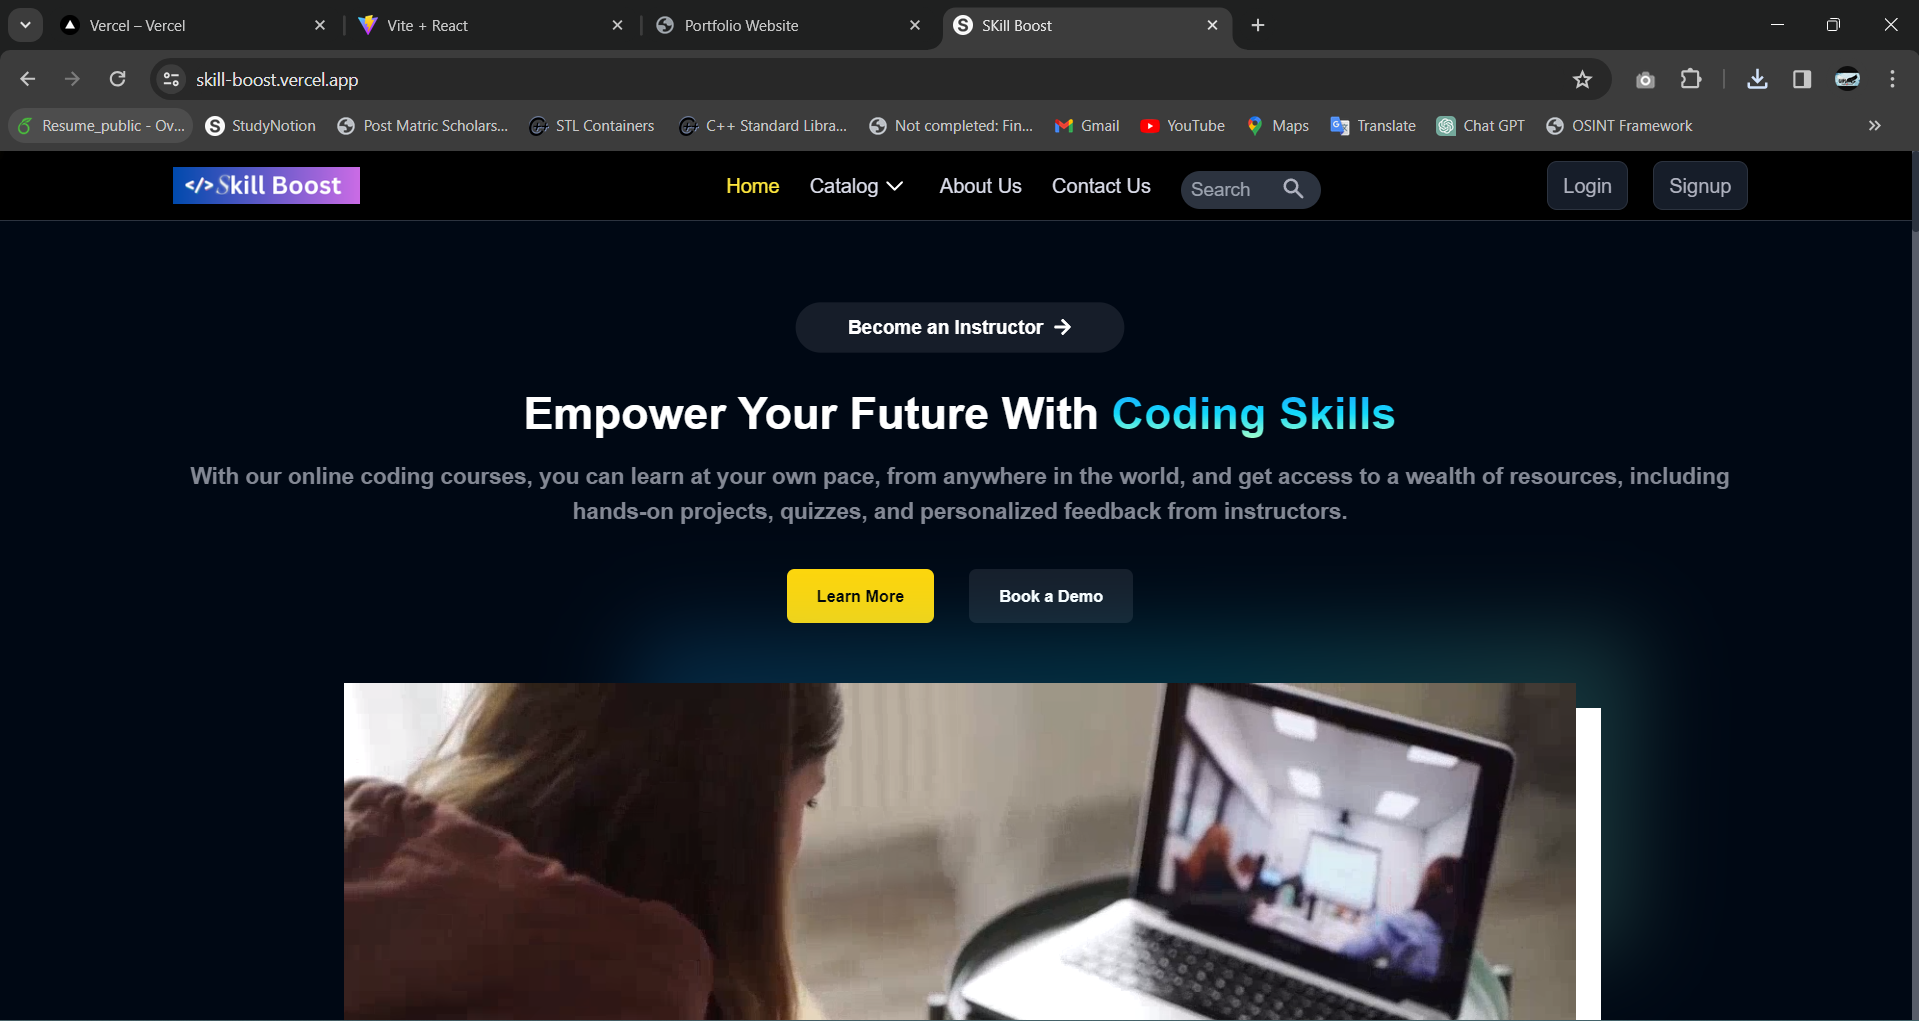 Vercel – Vercel
Vite + React
Portfolio Website
SKill Boost
skill-boost.vercel.app
Resume_public - Ov...
StudyNotion
Post Matric Scholars...
STL Containers
C++ Standard Libra...
Not completed: Fin...
Gmail
YouTube
Maps
Translate
Chat GPT
OSINT Framework
</> Skill Boost
Home
Catalog
About Us
Contact Us
Search
Login
Signup
Become an Instructor
Empower Your Future With Coding Skills
With our online coding courses, you can learn at your own pace, from anywhere in the world, and get access to a wealth of resources, including
hands-on projects, quizzes, and personalized feedback from instructors.
Learn More
Book a Demo